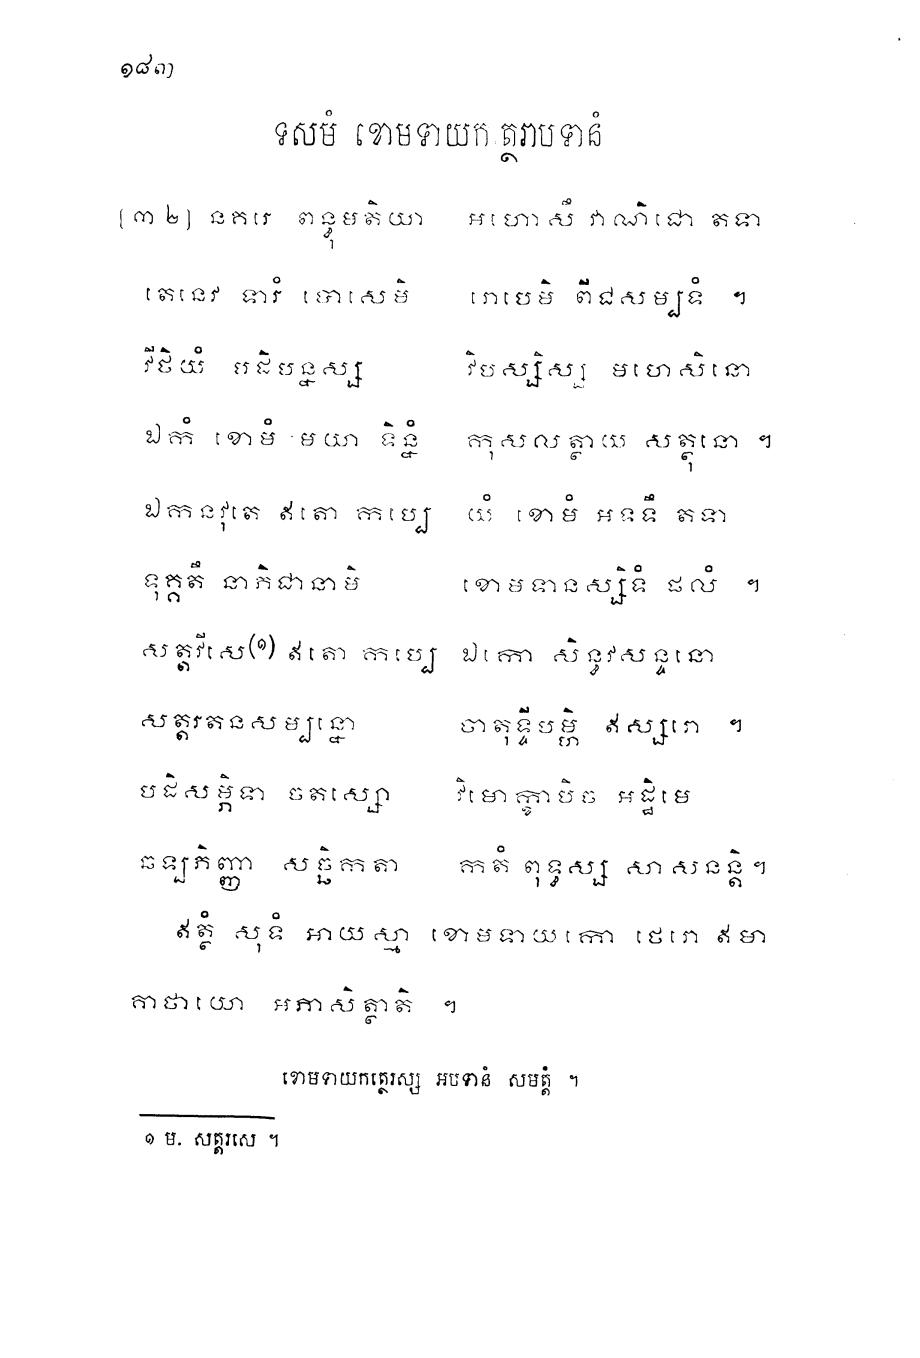 ១៨៣
ទសមំ ខោមទាយកត្ថេរាបទានំ
[៣២] នគរេ ពន្ធុមតិយា អហោសឹ វាណិជោ តទា
តេនេវ ទារំ បោសេមិ រោបេមិ ពីជសម្បទំ ។
វីថិយំ បដិបន្នស្ស វិបស្សិស្ស មហេសិនោ
ឯកំ ខោមំ មយា ទិន្នំ កុសលត្ថាយ សត្ថុនោ ។
ឯកនវុតេ ឥតោ កប្បេ យំ ខោមំ អទទឹ តទា
ទុគ្គតឹ នាភិជានាមិ ខោមទានស្សិទំ ផលំ ។
សត្តវីសេ(១) ឥតោ កប្បេ ឯកោ សិន្ធវសន្ទនោ
សត្តរតនសម្បន្នោ ចាតុទ្ទីបម្ហិ ឥស្សរោ ។
បដិសម្ភិទា ចតស្សោ វិមោក្ខាបិច អដ្ឋិមេ
ឆឡភិញ្ញា សច្ឆិកតា កតំ ពុទ្ធស្ស សាសនន្តិ។
ឥត្ថំ សុទំ អាយស្មា ខោមទាយកោ ថេរោ ឥមា
គាថាយោ អភាសិត្ថាតិ ។
ខោមទាយកត្ថេរស្ស អបទានំ សមត្តំ ។
១ ម. សត្តរសេ ។